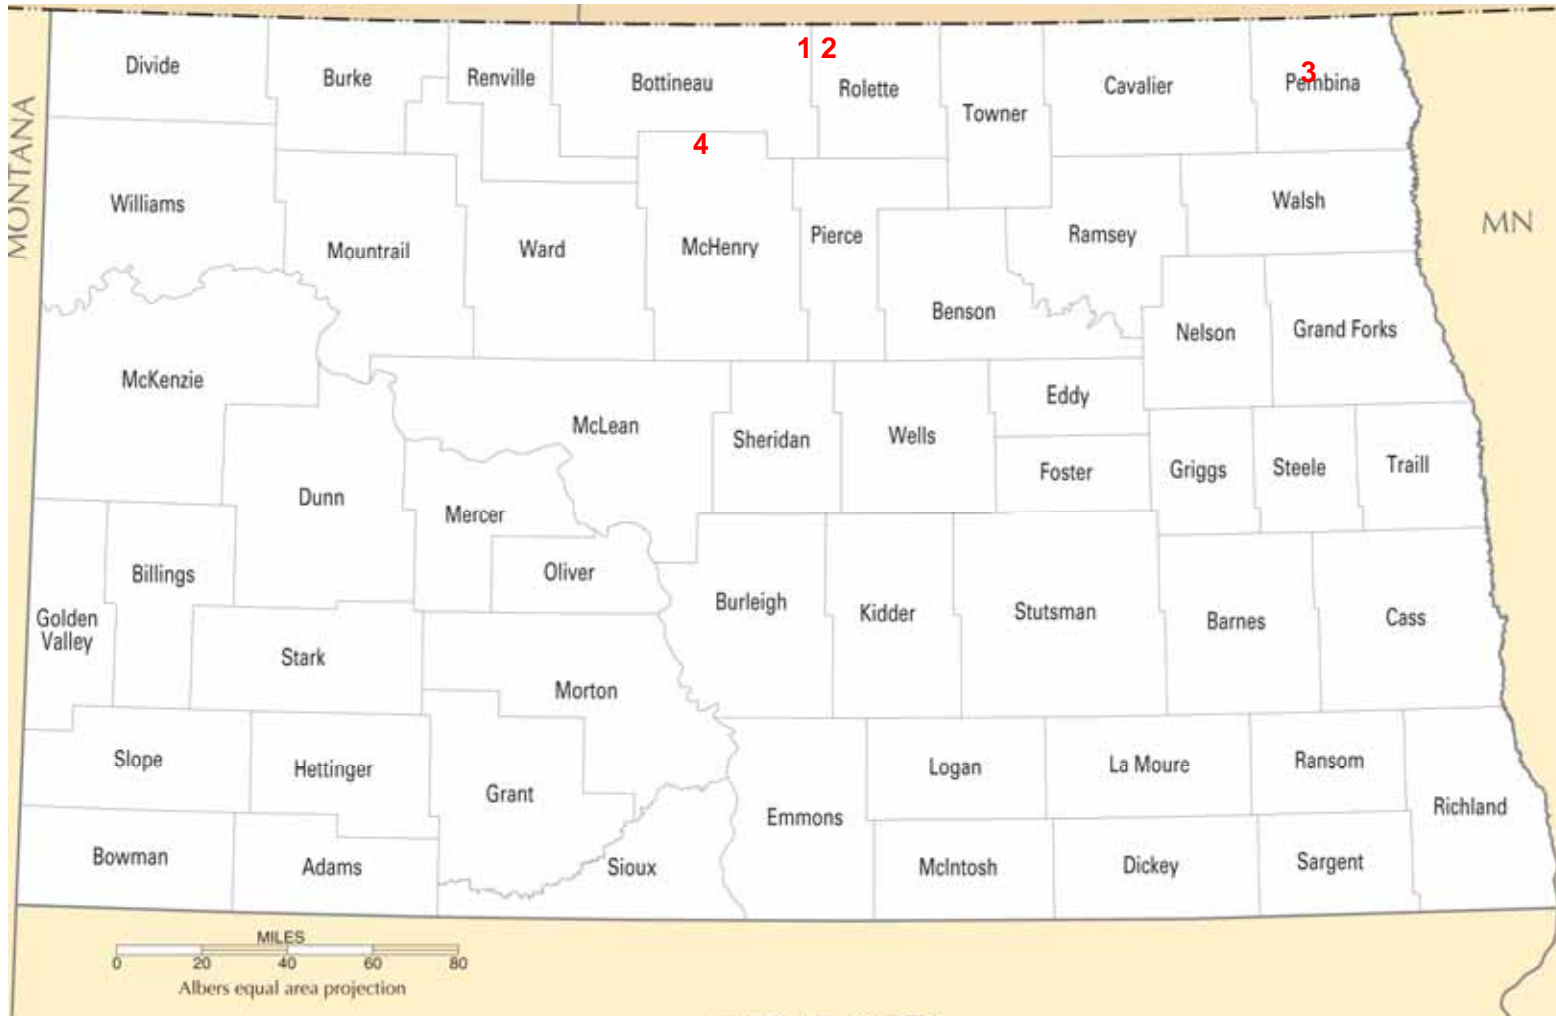 Divide
Burke
Renville
Bottineau
1 2
Rolette
Towner
Cavalier
3
Pembina
MONTANA
4
Williams
Mountrail
Ward
McHenry
Pierce
Benson
Ramsey
Walsh
MN
Nelson
Grand Forks
McKenzie
McLean
Sheridan
Wells
Eddy
Foster
Griggs
Steele
Traill
Dunn
Mercer
Oliver
Billings
Golden
Valley
Stark
Morton
Burleigh
Kidder
Stutsman
Barnes
Cass
Slope
Hettinger
Grant
Logan
La Moure
Ransom
Richland
Emmons
Bowman
Adams
Sioux
McIntosh
Dickey
Sargent
MILES
0 20 40 60 80
Albers equal area projection